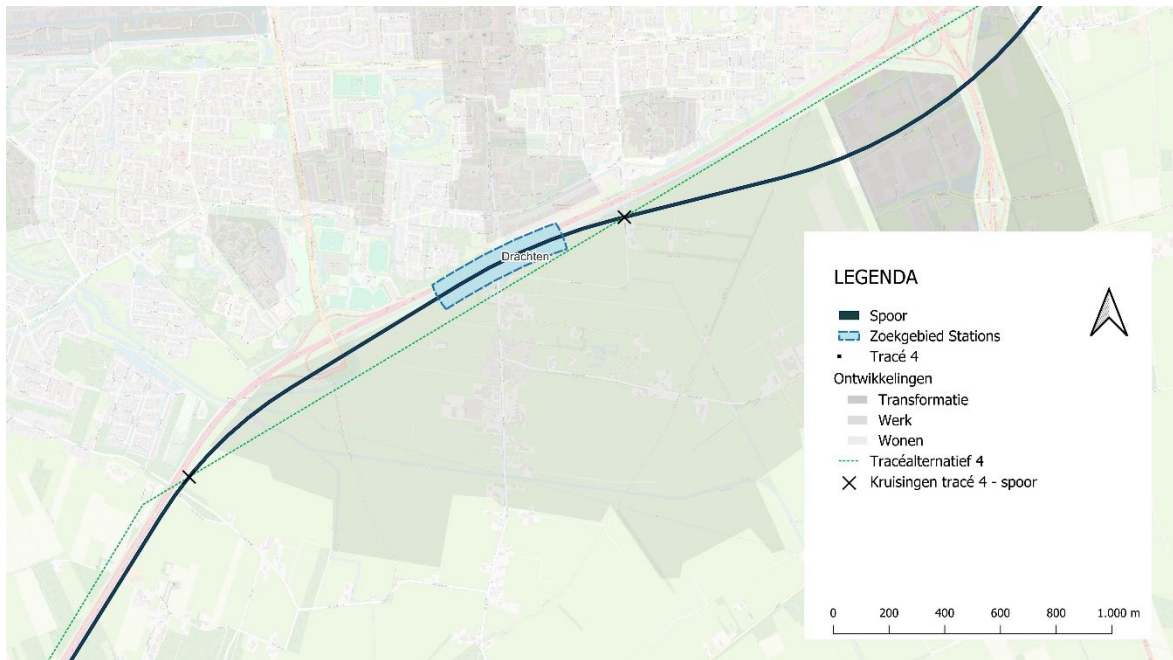 Drachten
LEGENDA
Spoor
Zoekgebied Stations
Tracé 4
Ontwikkelingen
Transformatie
Werk
Wonen
Tracéalternatief 4
Kruisingen tracé 4 - spoor
0 200 400 600 800 1.000 m